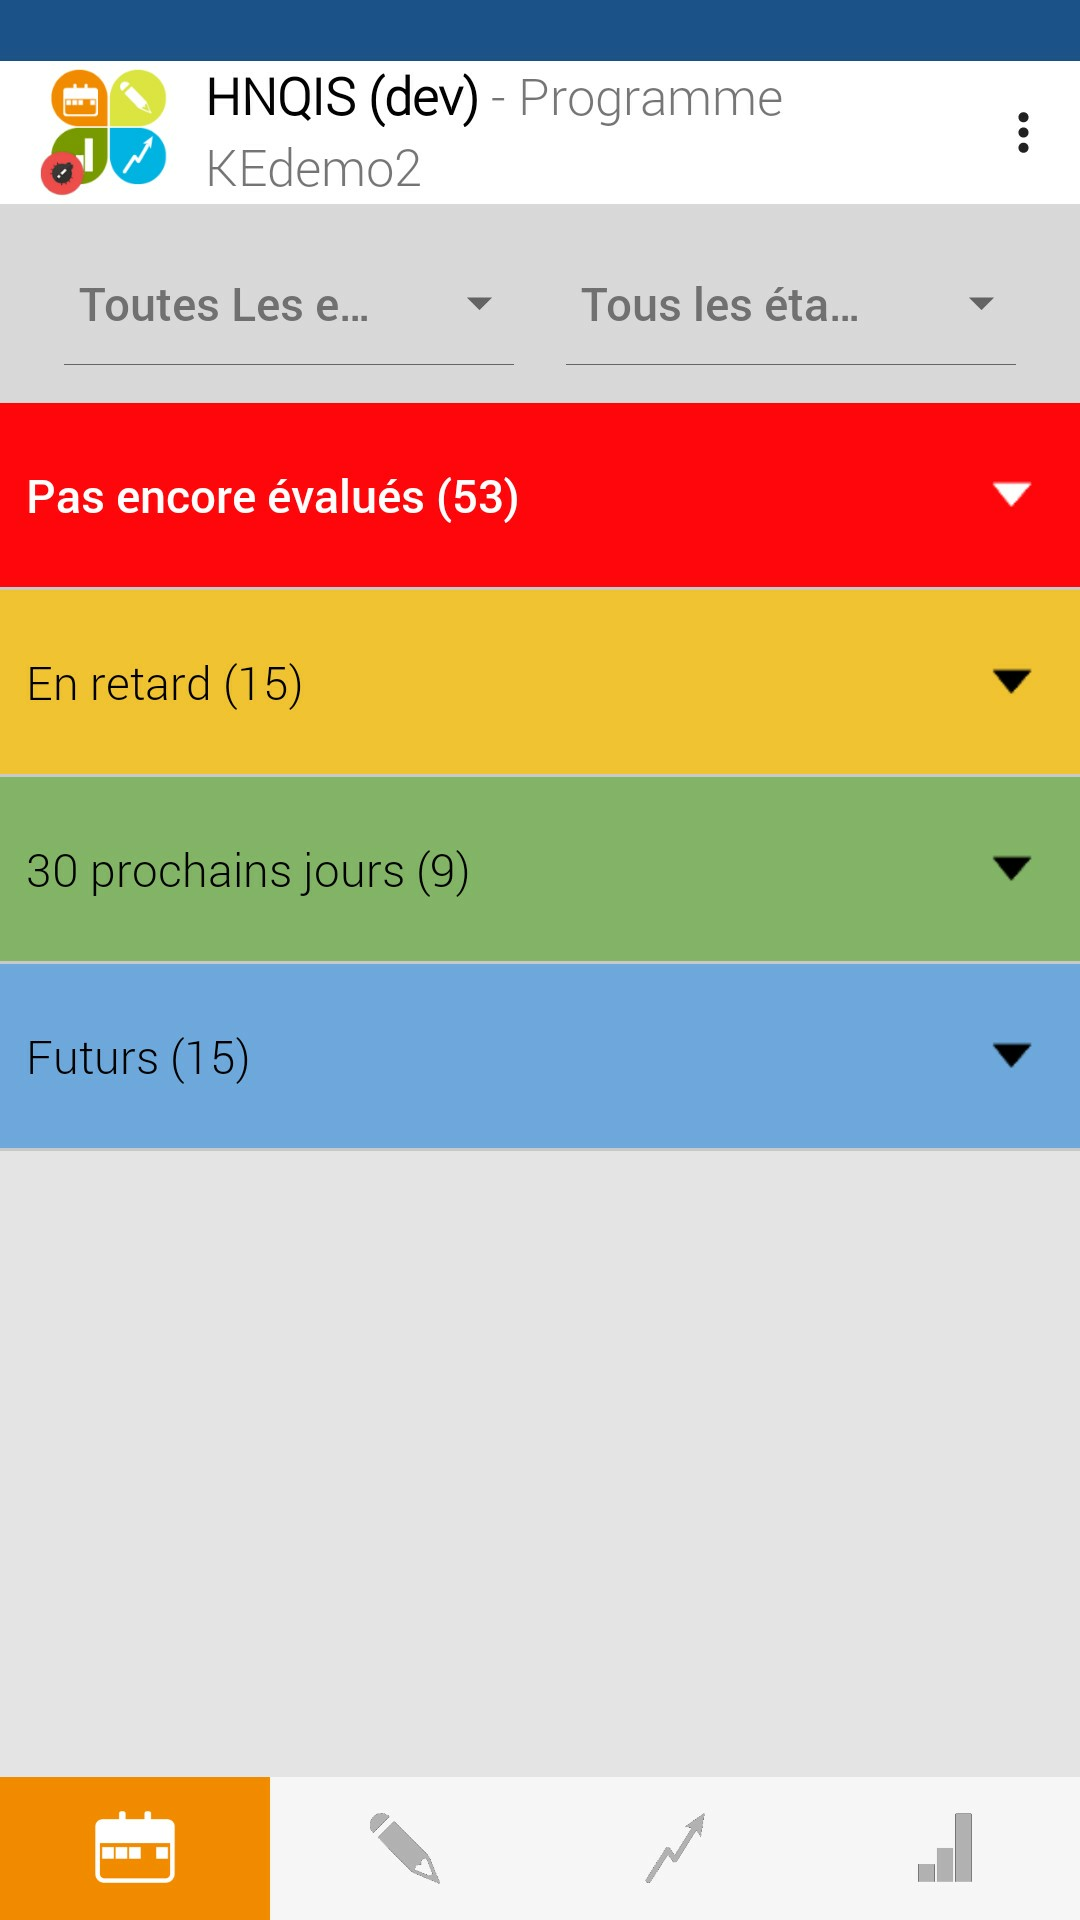 HNQIS (dev) - Programme
KEdemo2
Toutes Les e...
Tous les éta...
Pas encore évalués (53)
En retard (15)
30 prochains jours (9)
Futurs (15)